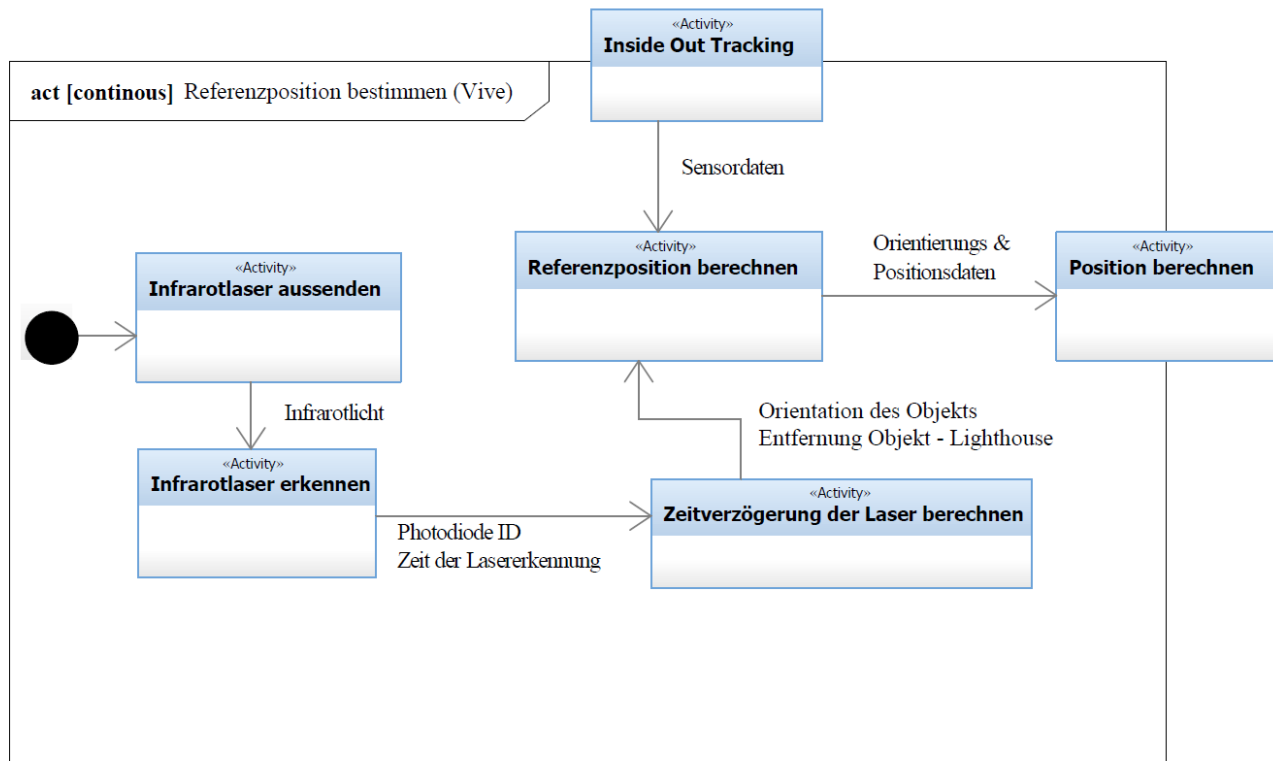 «Activity»
Inside Out Tracking
act [continous] Referenzposition bestimmen (Vive)
Sensordaten
«Activity»
Referenzposition berechnen
Orientierungs &
Positionsdaten
«Activity»
Position berechnen
«Activity»
Infrarotlaser aussenden
Infrarotlicht
Orientation des Objekts
Entfernung Objekt - Lighthouse
«Activity»
Infrarotlaser erkennen
Photodiode ID
Zeit der Lasererkennung
«Activity»
Zeitverzögerung der Laser berechnen